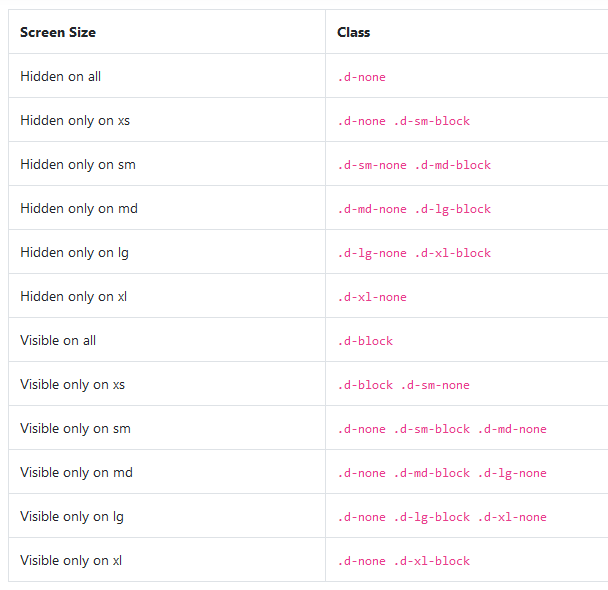 Screen Size Class
Hidden on all .d-none
Hidden only on xs .d-none .d-sm-block
Hidden only on sm .d-sm-none .d-md-block
Hidden only on md .d-md-none .d-lg-block
Hidden only on lg .d-lg-none .d-xl-block
Hidden only on xl .d-xl-none
Visible on all .d-block
Visible only on xs .d-block .d-sm-none
Visible only on sm .d-none .d-sm-block .d-md-none
Visible only on md .d-none .d-md-block .d-lg-none
Visible only on lg .d-none .d-lg-block .d-xl-none
Visible only on xl .d-none .d-xl-block